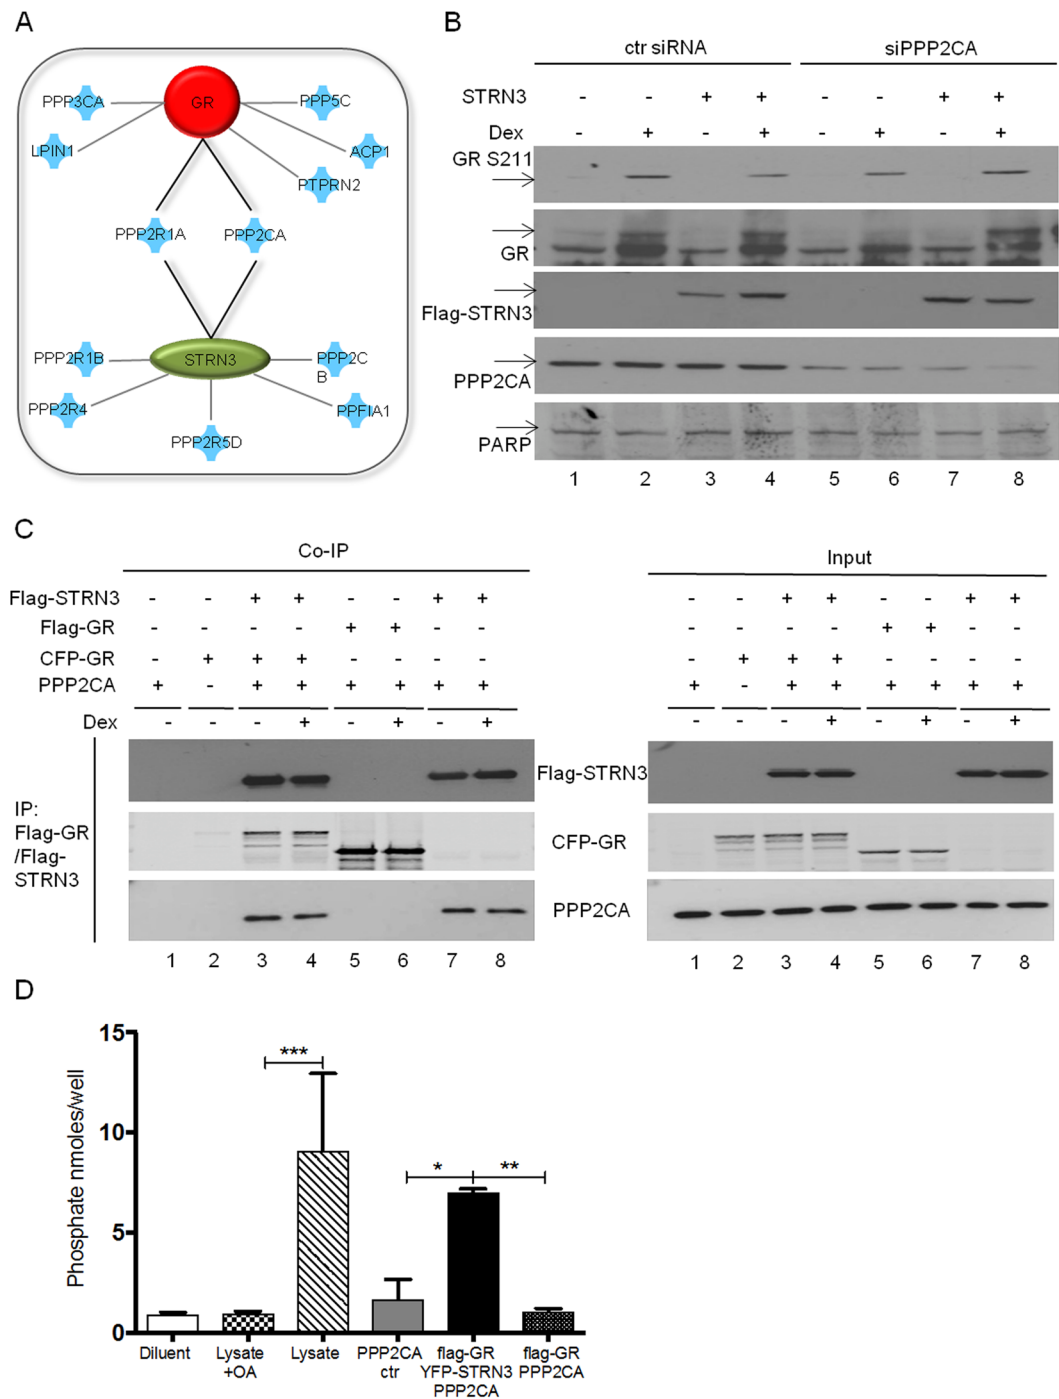 A
GR
PPP3CA
PPP5C
LPIN1
ACP1
PTPRN2
PPP2R1A
PPP2CA
STRN3
PPP2R1B
PPP2C
B
PPP2R4
PPFIA1
PPP2R5D
B
ctr siRNA
siPPP2CA
STRN3 - - + + - - + +
Dex - + - + - + - +
GR S211
GR
Flag-STRN3
PPP2CA
PARP
1 2 3 4 5 6 7 8
C
Co-IP
Flag-STRN3 - - + + - - + +
Flag-GR - - - - + + - -
CFP-GR - + + + - - - -
PPP2CA + - + + + + + +
Dex - - - + - + - +
IP:
Flag-GR
/Flag-
STRN3
1 2 3 4 5 6 7 8
Input
- - + + - - + +
- - - - + + - -
- + + + - - - -
+ - + + + + + +
- - - + - + - +
Flag-STRN3
CFP-GR
PPP2CA
1 2 3 4 5 6 7 8
D
Phosphate nmoles/well
15
10
5
0
***
*
**
Diluent
Lysate
+OA
Lysate
PPP2CA
ctr
flag-GR
YFP-STRN3
PPP2CA
flag-GR
PPP2CA